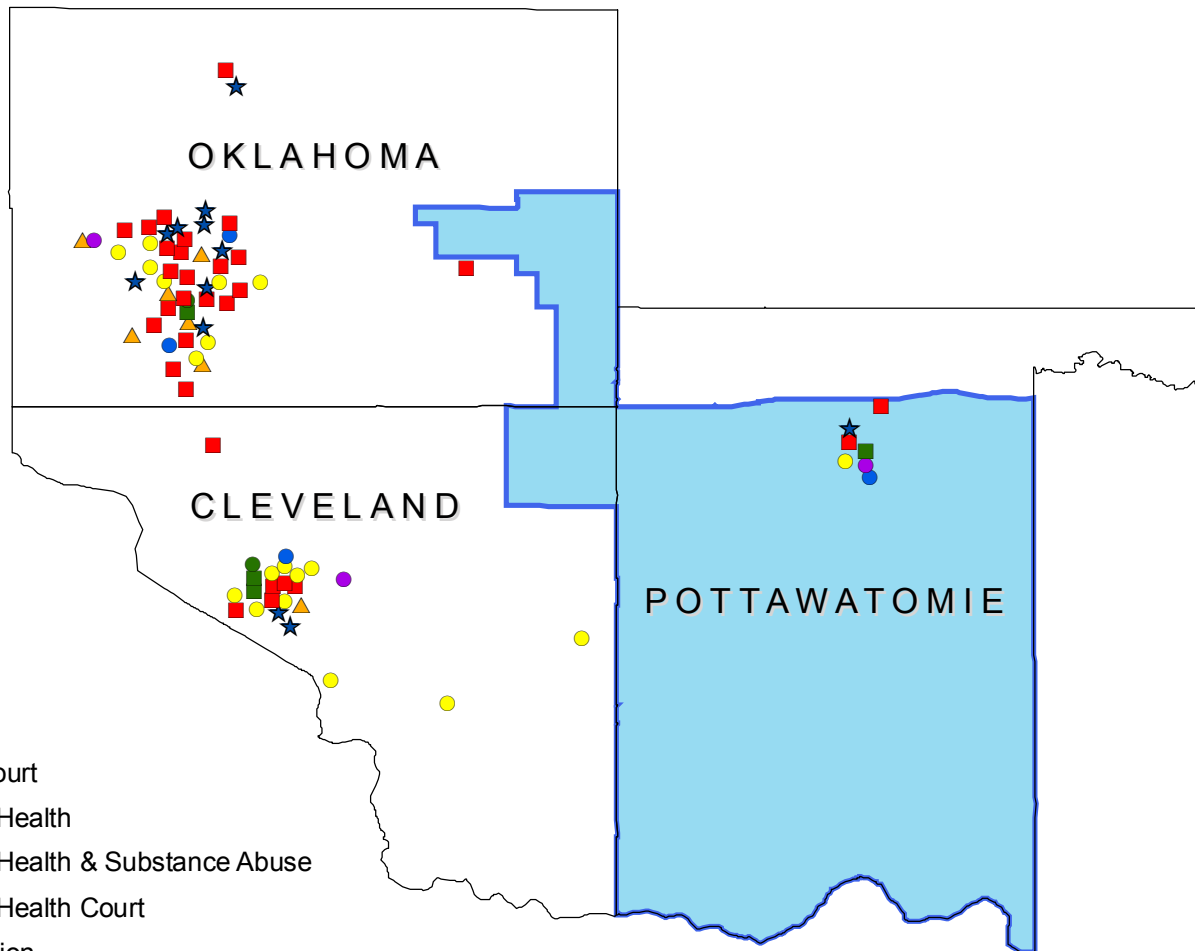 OKLAHOMA
CLEVELAND
POTTAWATOMIE
Health
Health & Substance Abuse
Health Court